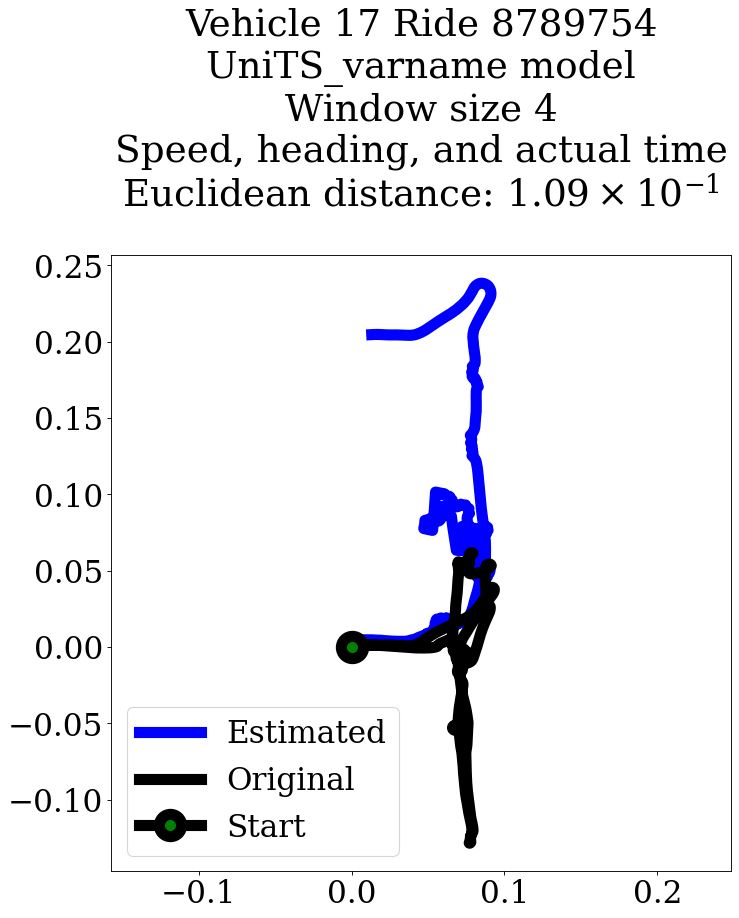 Vehicle 17 Ride 8789754
UniTS_varname model
Window size 4
Speed, heading, and actual time
Euclidean distance: 1.09 × 10⁻¹
0.25
0.20
0.15
0.10
0.05
0.00
−0.05
−0.10
Estimated
Original
Start
−0.1 0.0 0.1 0.2